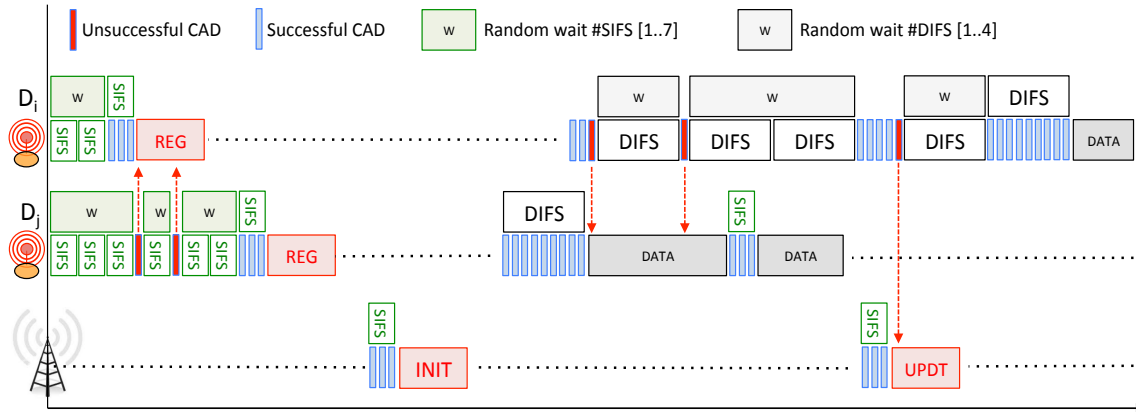 Unsuccessful CAD Successful CAD w Random wait #SIFS [1..7] w Random wait #DIFS [1..4]
w SIFS w w w DIFS
Di
SIFS SIFS REG DIFS DIFS DIFS DIFS DATA
w w w SIFS DIFS SIFS
Dj
SIFS SIFS SIFS SIFS SIFS SIFS REG DATA DATA
SIFS SIFS
INIT UPDT